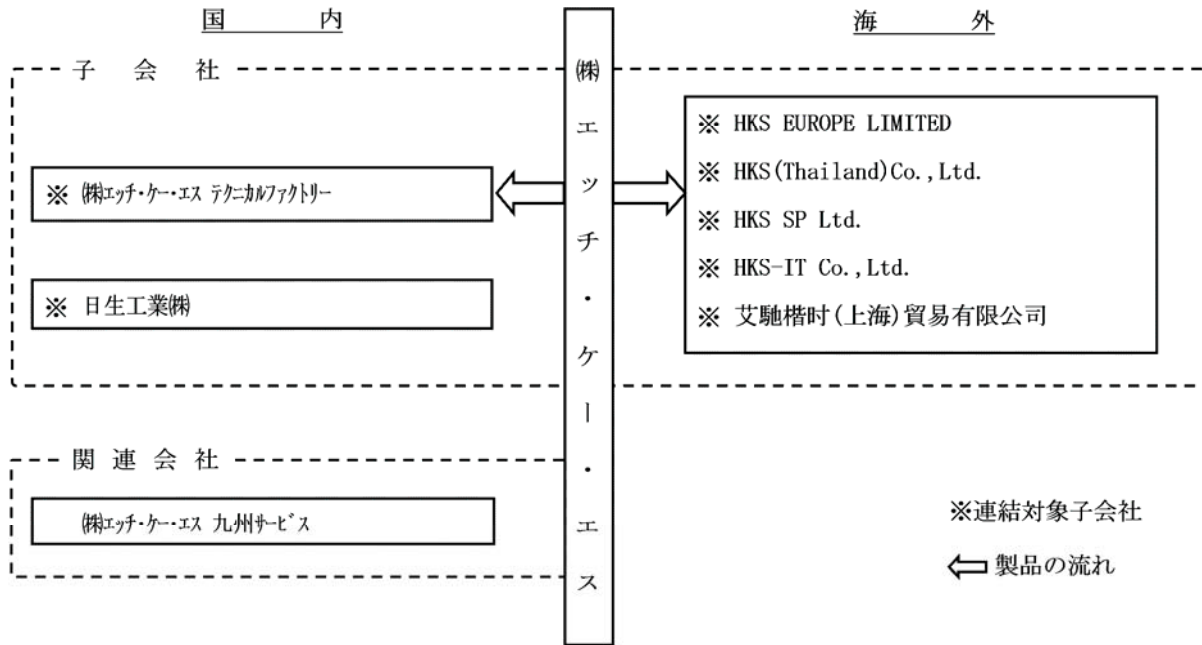 国 内
海 外
子 会 社
㈱エッチ・ケー・エス
※ ㈱エッチ・ケー・エス テクニカルファクトリー
※ 日生工業㈱
※ HKS EUROPE LIMITED
※ HKS(Thailand)Co.,Ltd.
※ HKS SP Ltd.
※ HKS-IT Co.,Ltd.
※ 艾馳楷时(上海)貿易有限公司
関 連 会 社
㈱エッチ・ケー・エス 九州サービス
※連結対象子会社
製品の流れ